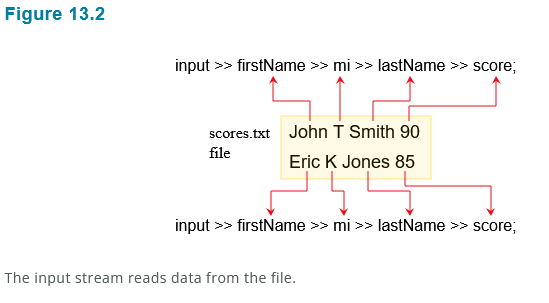 Figure 13.2
input >> firstName >> mi >> lastName >> score;
scores.txt
file
John T Smith 90
Eric K Jones 85
input >> firstName >> mi >> lastName >> score;
The input stream reads data from the file.